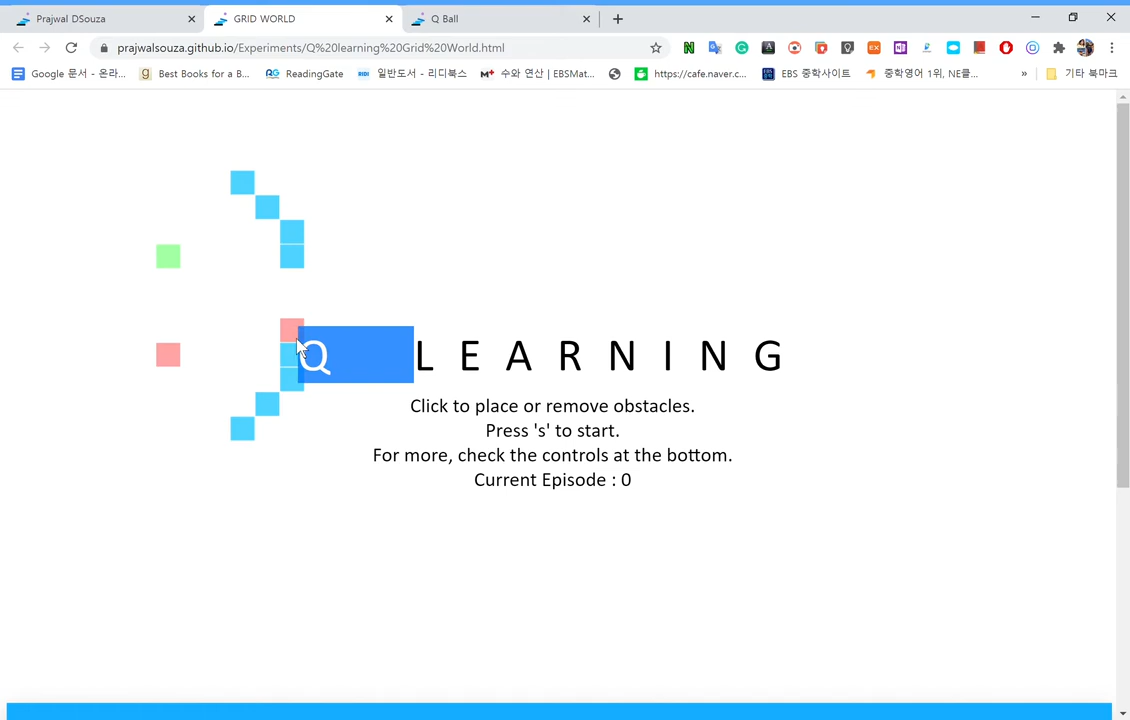 Prajwal DSouza
GRID WORLD
Q Ball
prajwalsouza.github.io/Experiments/Q%20learning%20Grid%20World.html
Google 문서 - 온라...
Best Books for a B...
ReadingGate
일반도서 - 리디북스
수와 연산 | EBSMat...
https://cafe.naver.c...
EBS 중학사이트
중학영어 1위, NE클...
»
기타 북마크
Q LEARNING
Click to place or remove obstacles.
Press 's' to start.
For more, check the controls at the bottom.
Current Episode : 0